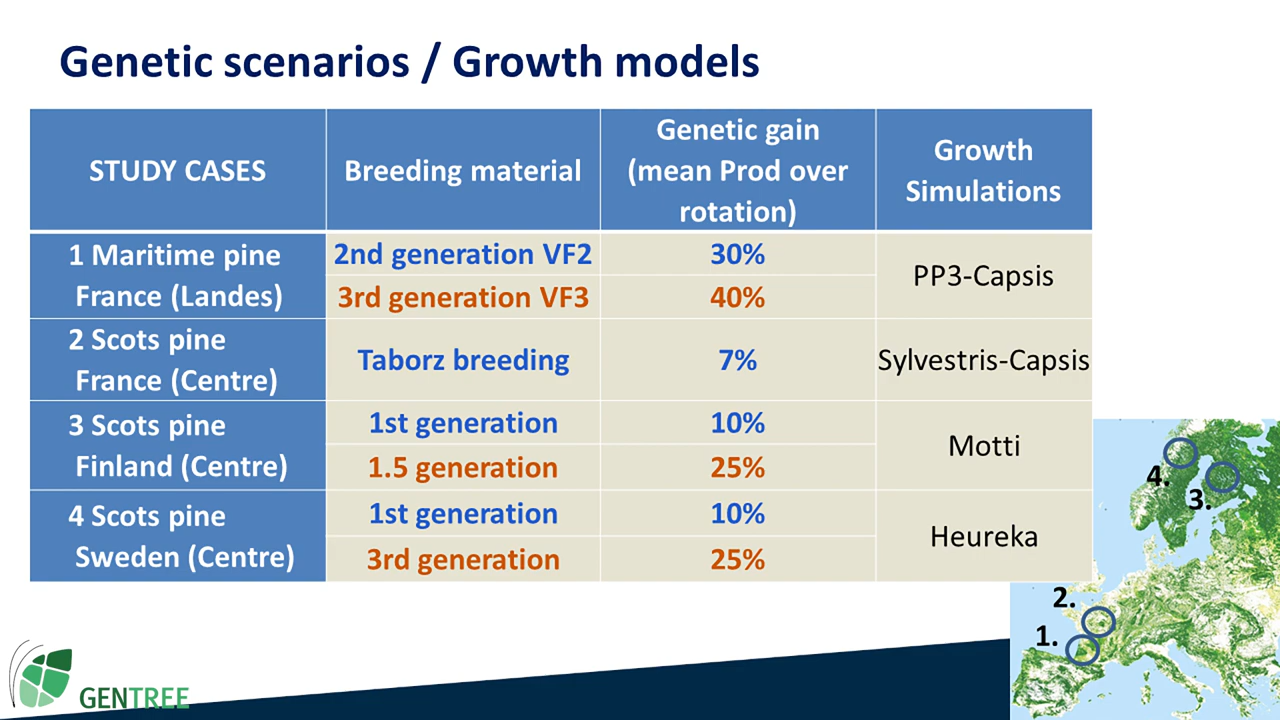 Genetic scenarios / Growth models
STUDY CASES
Breeding material
Genetic gain
(mean Prod over
rotation)
Growth
Simulations
1 Maritime pine
France (Landes)
2nd generation VF2
30%
3rd generation VF3
40%
PP3-Capsis
2 Scots pine
France (Centre)
Taborz breeding
7%
Sylvestris-Capsis
3 Scots pine
Finland (Centre)
1st generation
10%
1.5 generation
25%
Motti
4 Scots pine
Sweden (Centre)
1st generation
10%
3rd generation
25%
Heureka
4.
3.
2.
1.
GENTREE